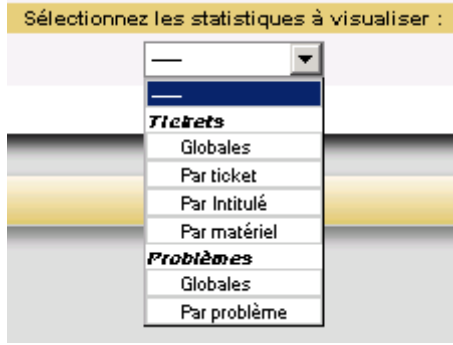 Sélectionnez les statistiques à visualiser :
-----
-----
Tickets
Globales
Par ticket
Par Intitulé
Par matériel
Problèmes
Globales
Par problème